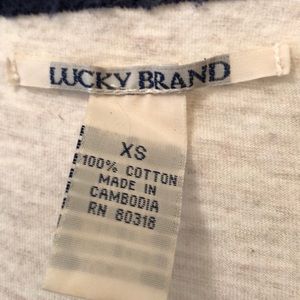 LUCKY BRAND
XS
100% COTTON
MADE IN
CAMBODIA
RN 80318